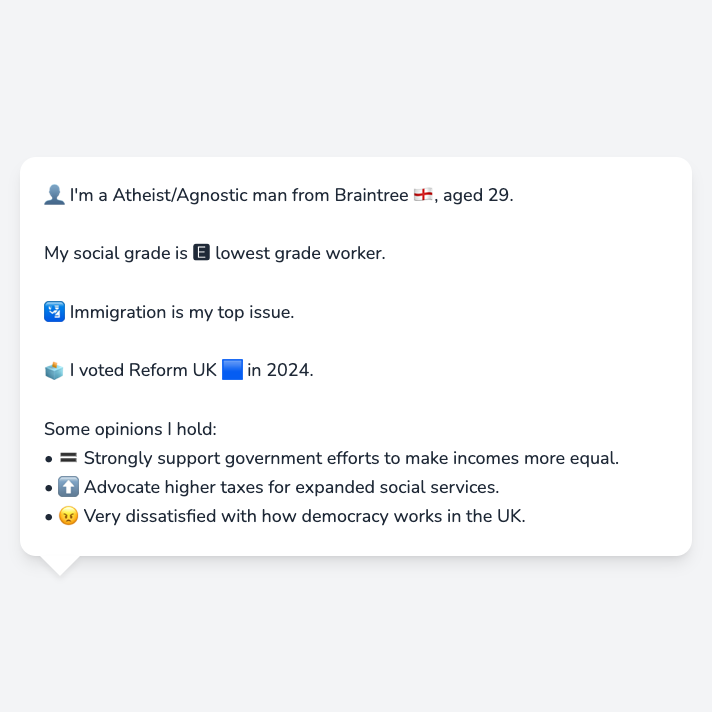 👤 I'm a Atheist/Agnostic man from Braintree 🏴󠁧󠁢󠁥󠁮󠁧󠁿, aged 29.
My social grade is 🅴 lowest grade worker.
🛂 Immigration is my top issue.
🗳️ I voted Reform UK 🟦 in 2024.
Some opinions I hold:
• 🟰 Strongly support government efforts to make incomes more equal.
• ⬆️ Advocate higher taxes for expanded social services.
• 😠 Very dissatisfied with how democracy works in the UK.